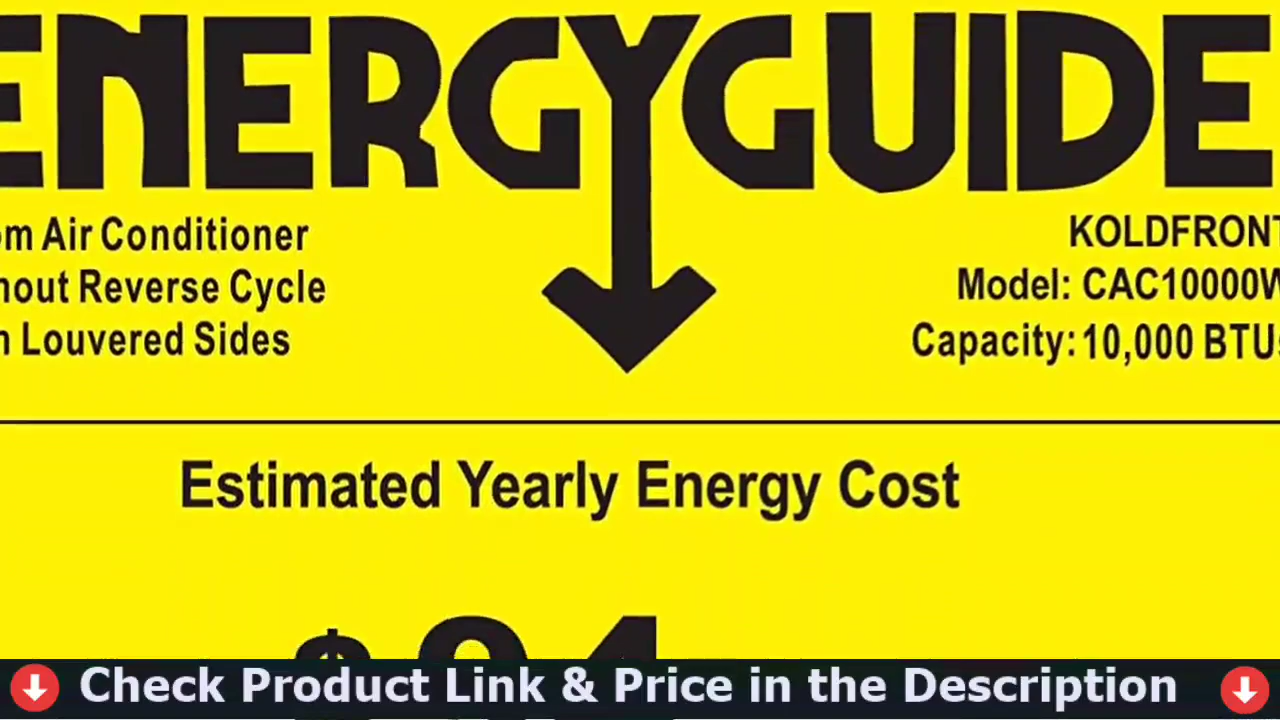 ENERGYGUIDE
om Air Conditioner
hout Reverse Cycle
h Louvered Sides
KOLDFRONT
Model: CAC10000W
Capacity: 10,000 BTUs
Estimated Yearly Energy Cost
Check Product Link & Price in the Description